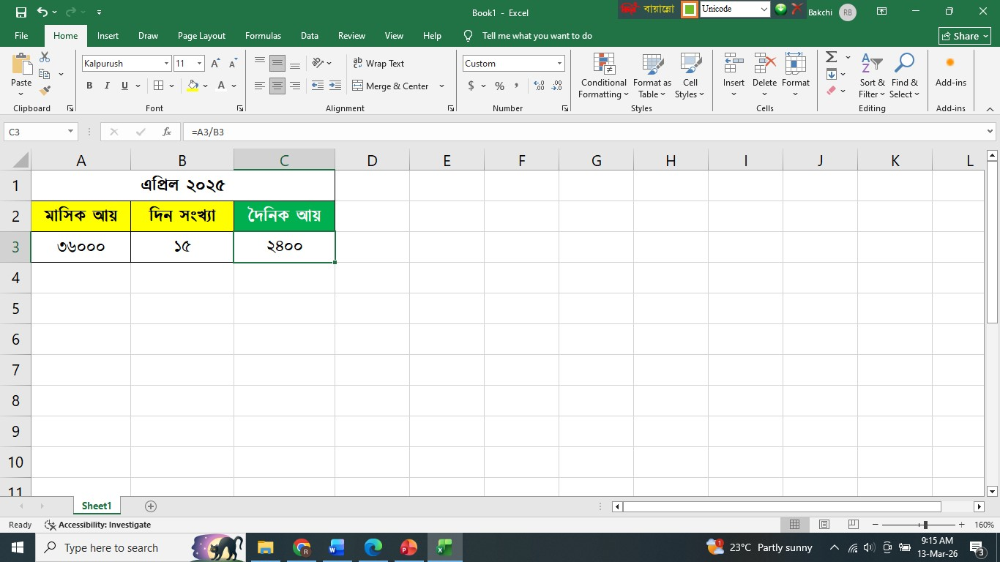 Book1 - Excel
বায়ান্নো
Unicode
Bakchi
RB
File Home Insert Draw Page Layout Formulas Data Review View Help Tell me what you want to do
Share
Paste
Kalpurush 11
B I U
A
ab Wrap Text
Merge & Center
Custom
$ % ,
Conditional Formatting
Format as Table
Cell Styles
Insert Delete Format
Sort & Filter
Find & Select
Add-ins
Clipboard Font Alignment Number Styles Cells Editing Add-ins
C3 fx =A3/B3
A B C D E F G H I J K L
1 এপ্রিল ২০২৫
2 মাসিক আয় দিন সংখ্যা দৈনিক আয়
3 ৩৬০০০ ১৫ ২৪০০
4
5
6
7
8
9
10
11
Sheet1
Ready Accessibility: Investigate 160%
Type here to search
1
23°C Partly sunny
9:15 AM
13-Mar-26
3